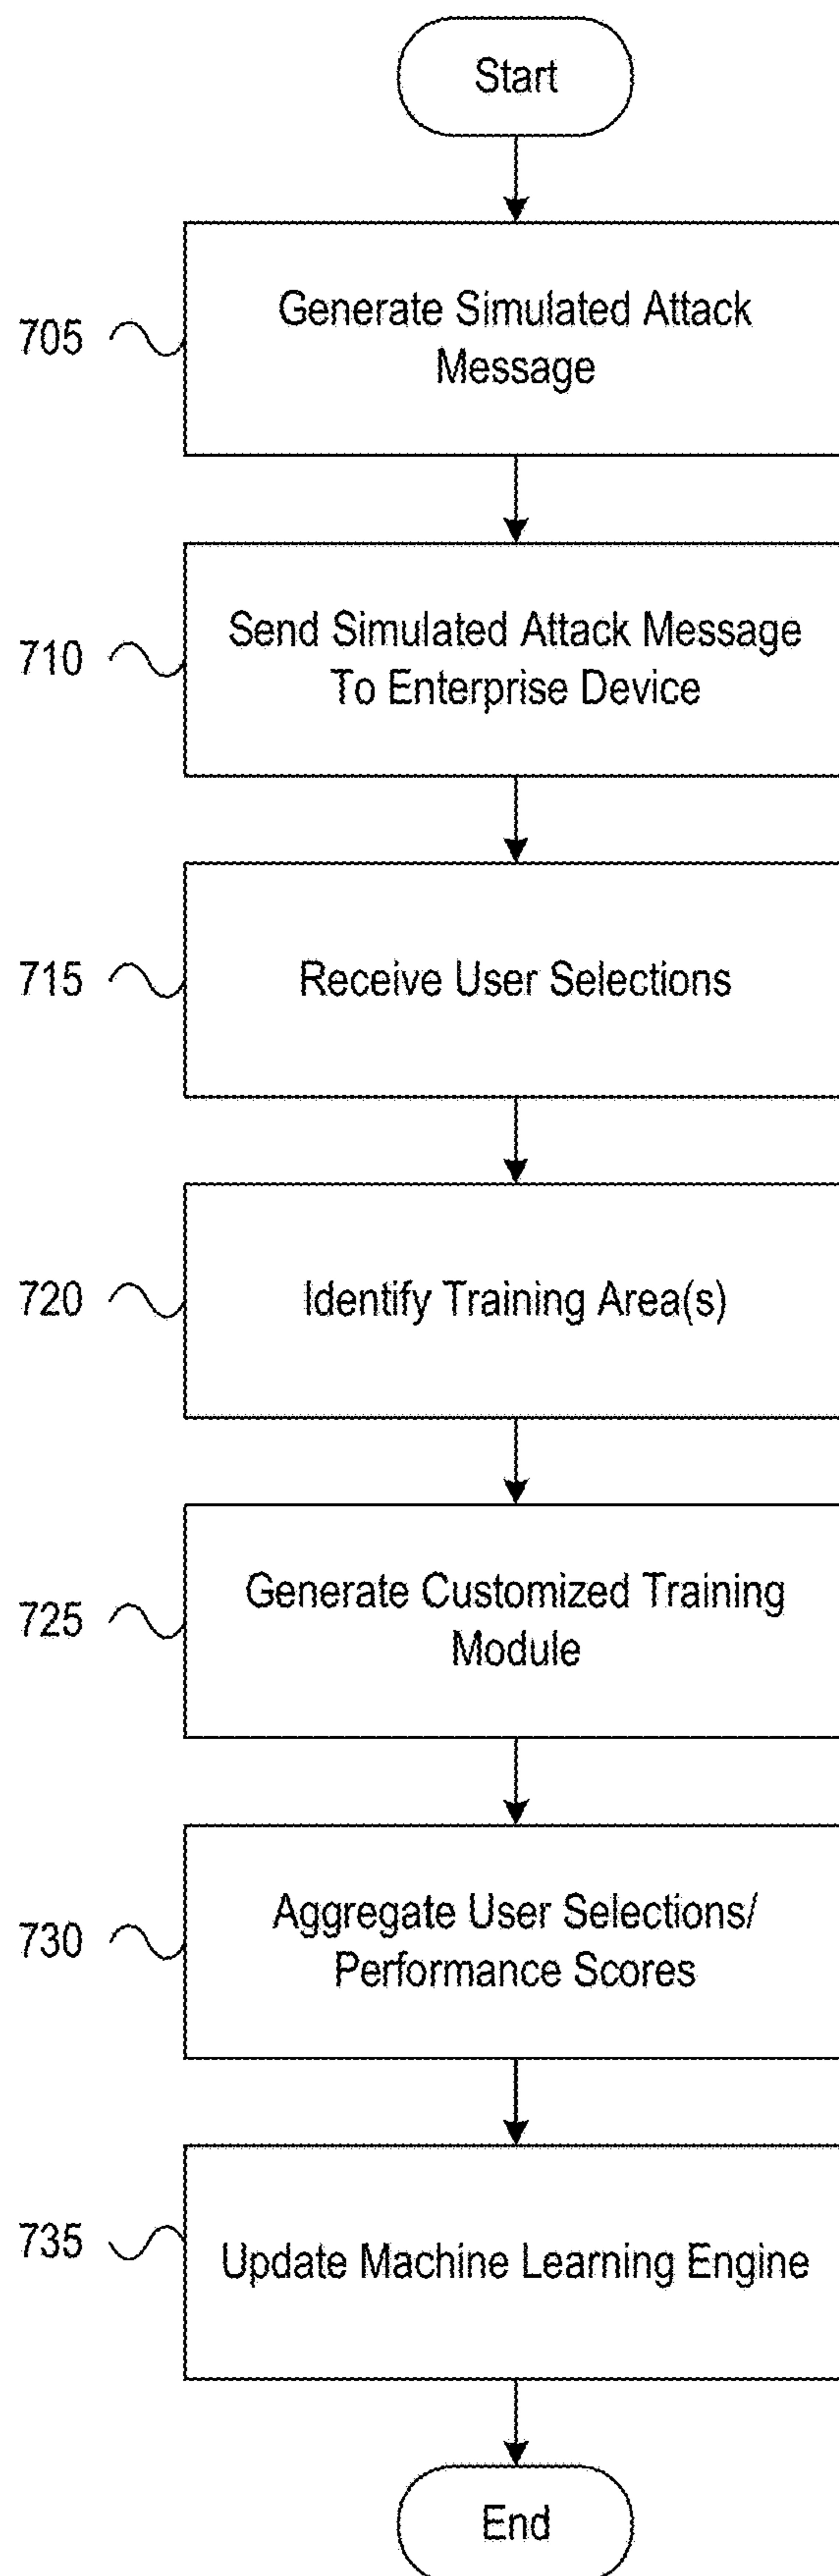 Start
705
Generate Simulated Attack
Message
710
Send Simulated Attack Message
To Enterprise Device
715
Receive User Selections
720
Identify Training Area(s)
725
Generate Customized Training
Module
730
Aggregate User Selections/
Performance Scores
735
Update Machine Learning Engine
End